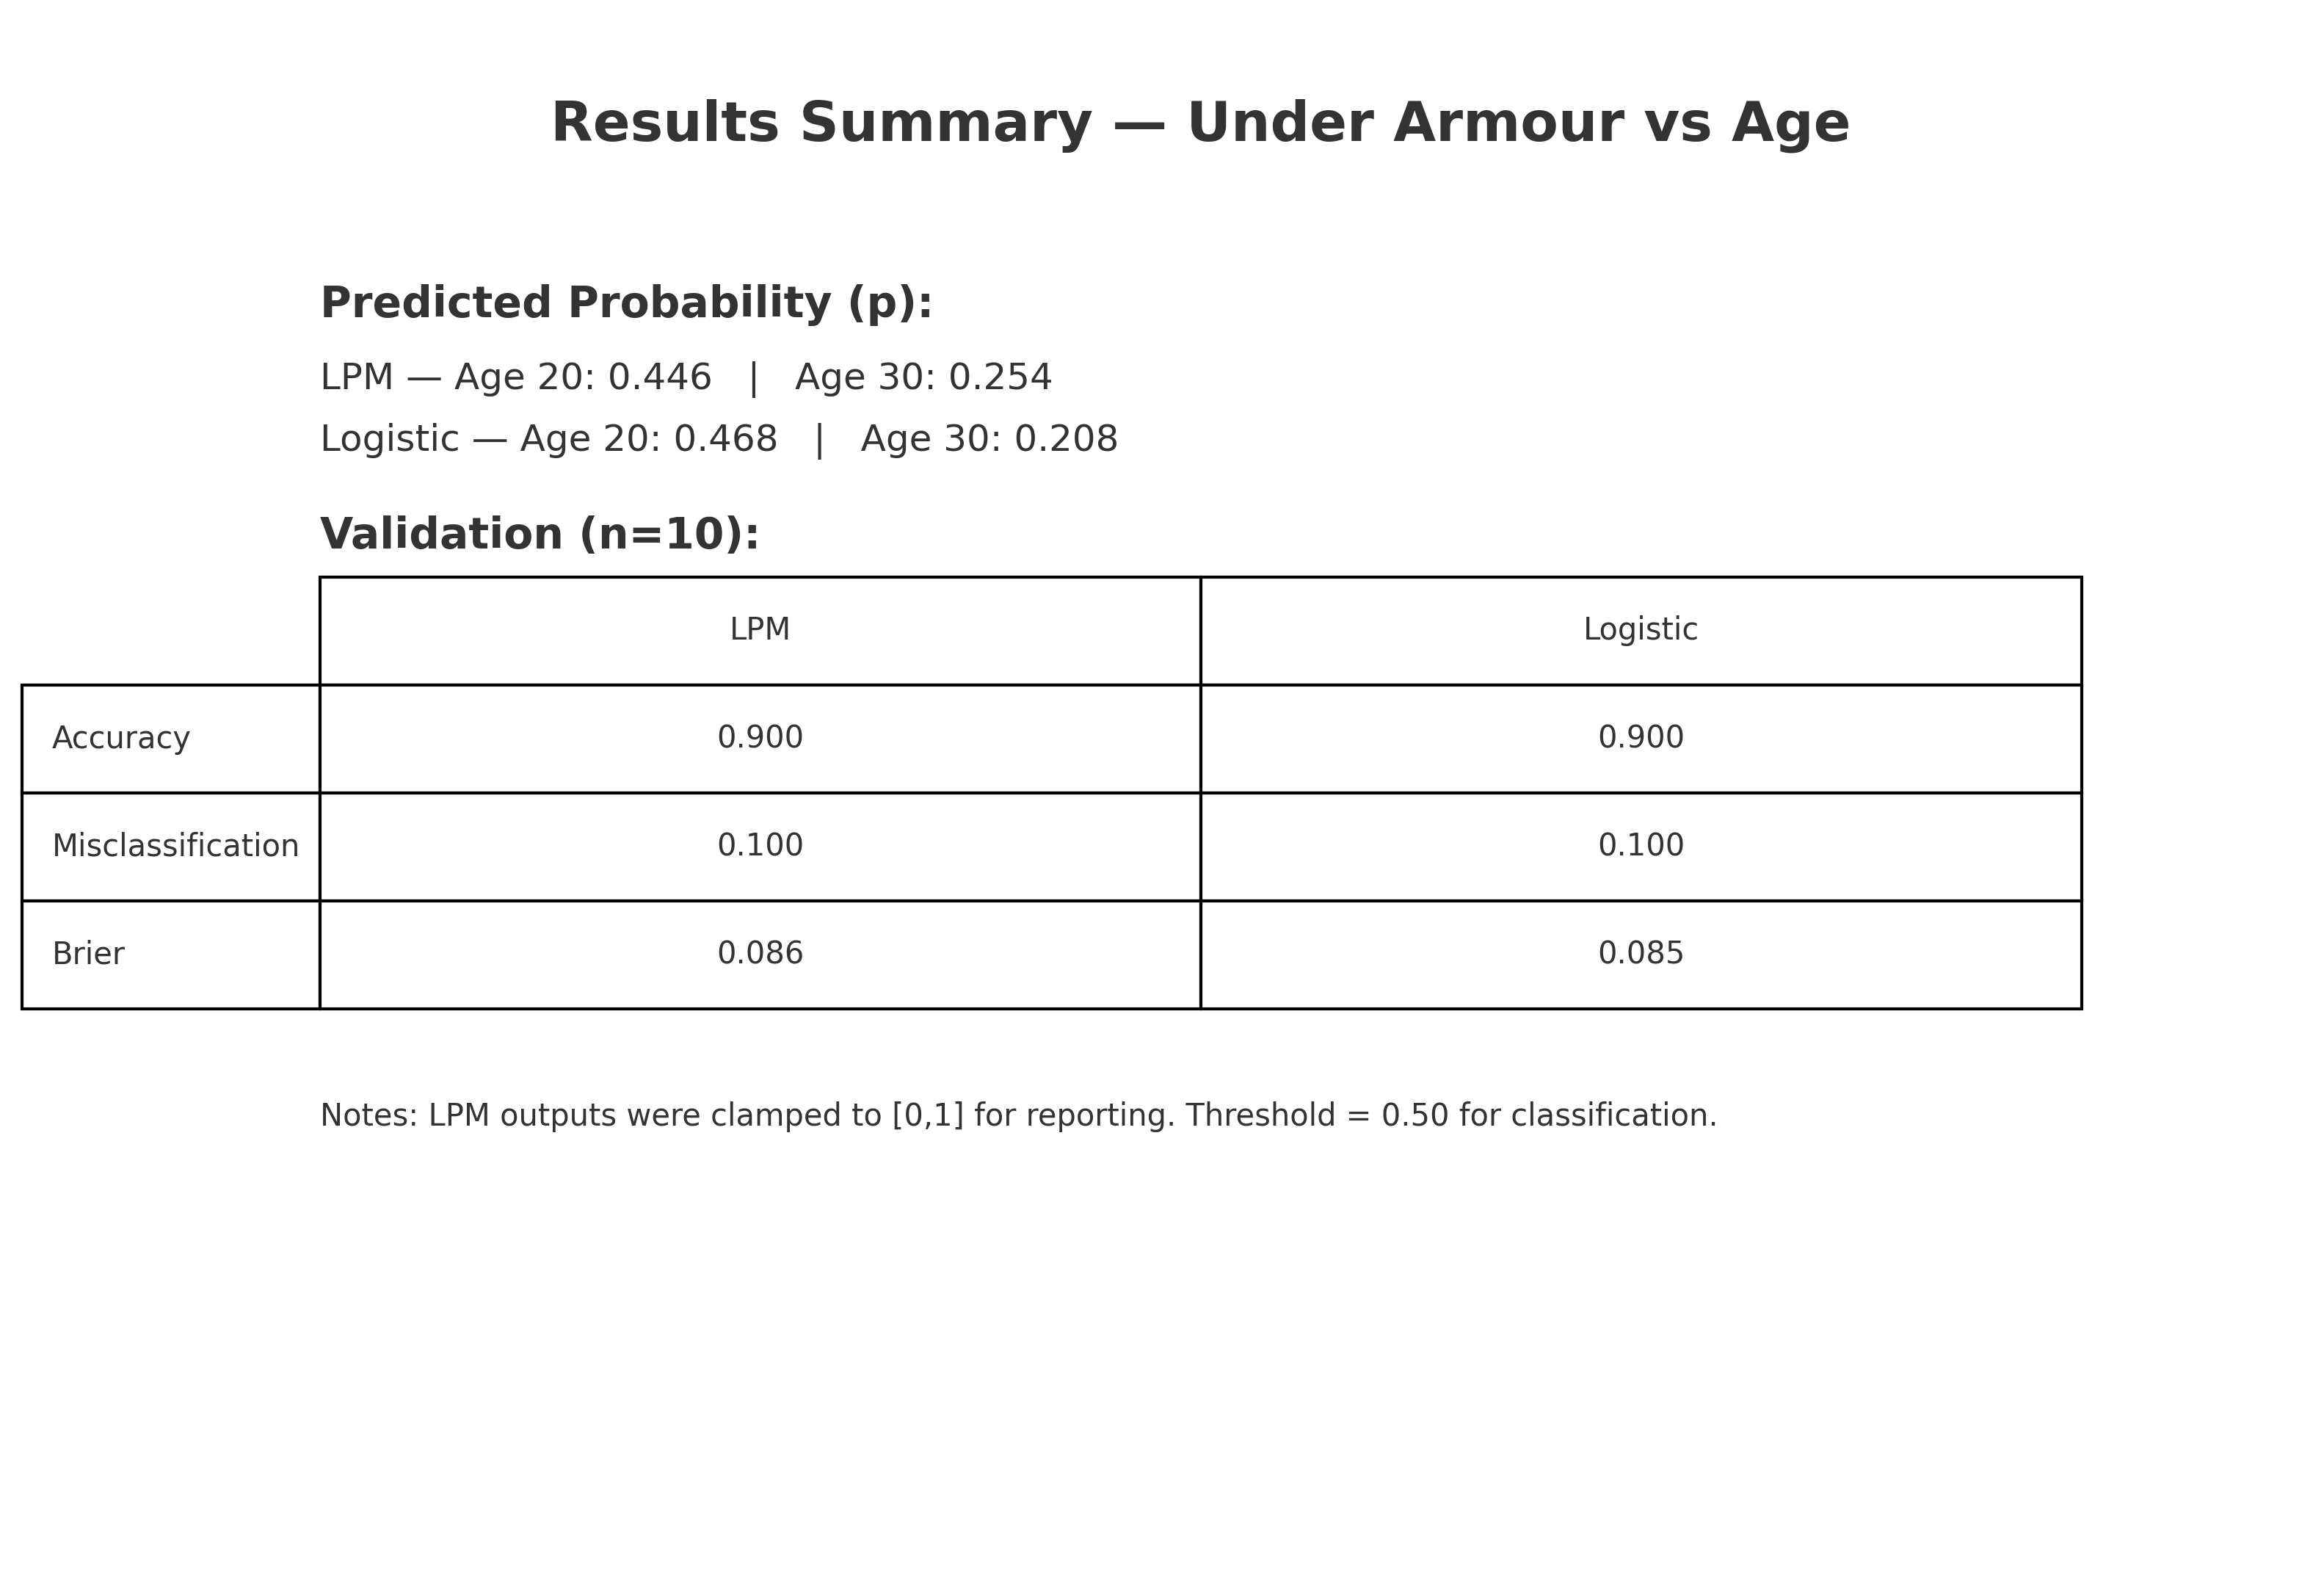 Results Summary — Under Armour vs Age
Predicted Probability (p):
LPM — Age 20: 0.446   |   Age 30: 0.254
Logistic — Age 20: 0.468   |   Age 30: 0.208
Validation (n=10):
LPM Logistic
Accuracy 0.900 0.900
Misclassification 0.100 0.100
Brier 0.086 0.085
Notes: LPM outputs were clamped to [0,1] for reporting. Threshold = 0.50 for classification.